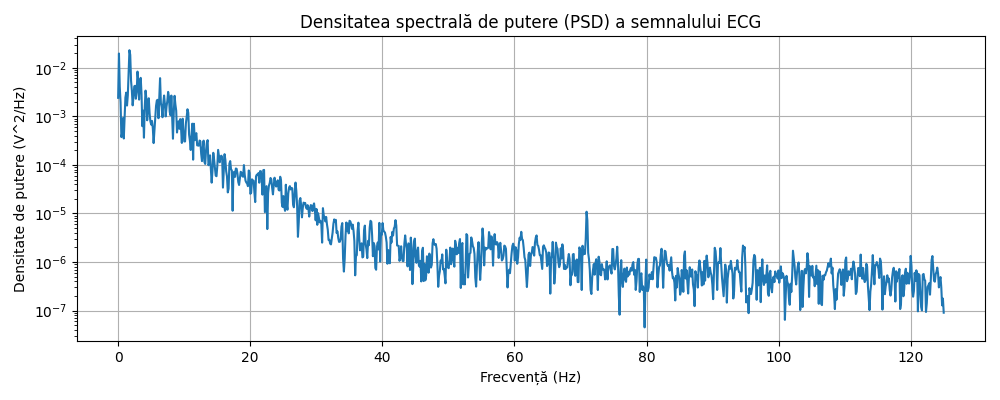 Densitatea spectrală de putere (PSD) a semnalului ECG
Densitate de putere (V^2/Hz)
10⁻²
10⁻³
10⁻⁴
10⁻⁵
10⁻⁶
10⁻⁷
0 20 40 60 80 100 120
Frecvență (Hz)